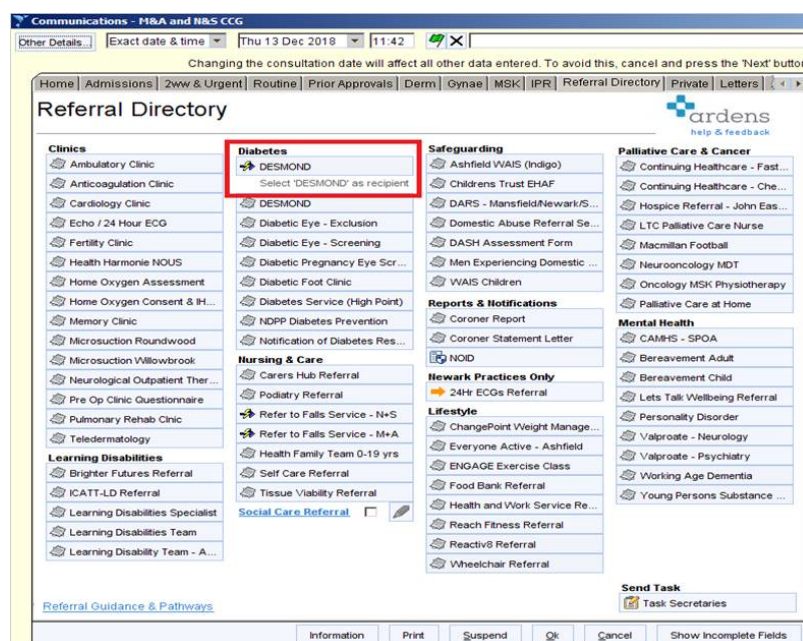 Communications - M&A and N&S CCG
Other Details... Exact date & time Thu 13 Dec 2018 11:42
Changing the consultation date will affect all other data entered. To avoid this, cancel and press the 'Next' button
Home Admissions 2ww & Urgent Routine Prior Approvals Derm Gynae MSK IPR Referral Directory Private Letters
Referral Directory
ardens
help & feedback
Clinics
Ambulatory Clinic
Anticoagulation Clinic
Cardiology Clinic
Echo / 24 Hour ECG
Fertility Clinic
Health Harmonie NOUS
Home Oxygen Assessment
Home Oxygen Consent & IH...
Memory Clinic
Microsuction Roundwood
Microsuction Willowbrook
Neurological Outpatient Ther...
Pre Op Clinic Questionnaire
Pulmonary Rehab Clnic
Teledermatology
Learning Disabilities
Brighter Futures Referral
ICATT-LD Referral
Learning Disabilities Specialist
Learning Disabilities Team
Learning Disability Team - A...
Referral Guidance & Pathways
Diabetes
DESMOND
Select 'DESMOND' as recipient
DESMOND
Diabetic Eye - Exclusion
Diabetic Eye - Screening
Diabetic Pregnancy Eye Scr...
Diabetic Foot Clinic
Diabetes Service (High Point)
NDPP Diabetes Prevention
Notification of Diabetes Res...
Nursing & Care
Carers Hub Referral
Podiatry Referral
Refer to Falls Service - N+S
Refer to Falls Service - M+A
Health Family Team 0-19 yrs
Self Care Referral
Tissue Viability Referral
Social Care Referral
Safeguarding
Ashfield WAIS (Indigo)
Childrens Trust EHAF
DARS - Mansfield/Newark/S...
Domestic Abuse Referral Se...
DASH Assessment Form
Men Experiencing Domestic ...
WAIS Children
Reports & Notifications
Coroner Report
Coroner Statement Letter
NOID
Newark Practices Only
24Hr ECGs Referral
Lifestyle
ChangePoint Weight Manage...
Everyone Active - Ashfield
ENGAGE Exercise Class
Food Bank Referral
Health and Work Service Re...
Reach Fitness Referral
Reactiv8 Referral
Wheelchair Referral
Palliative Care & Cancer
Continuing Healthcare - Fast...
Continuing Healthcare - Che...
Hospice Referral - John Eas...
LTC Palliative Care Nurse
Macmillan Football
Neurooncology MDT
Oncology MSK Physiotherapy
Palliative Care at Home
Mental Health
CAMHS - SPOA
Bereavement Adult
Bereavement Child
Lets Talk Wellbeing Referral
Personality Disorder
Valproate - Neurology
Valproate - Psychiatry
Working Age Dementia
Young Persons Substance ...
Send Task
Task Secretaries
Information Print Suspend Ok Cancel Show Incomplete Fields